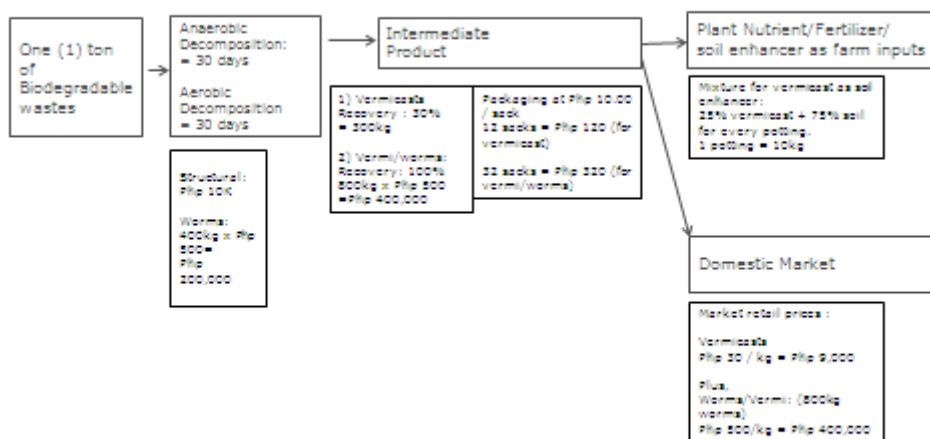 One (1) ton
of
Biodegradable
wastes
Anaerobic
Decomposition:
= 30 days
Aerobic
Decomposition
= 30 days
Structural:
Php 10K
Worms:
400kg x Php
500=
Php
200,000
Intermediate
Product
1) Vermicasts
Recovery : 30%
= 300kg
2) Vermi/worms:
Recovery: 100%
800kg x Php 500
=Php 400,000
Packaging at Php 10.00
/ sack
12 sacks = Php 120 (for
vermicast)
32 sacks = Php 320 (for
vermi/worms)
Plant Nutrient/Fertilizer/
soil enhancer as farm inputs
Mixture for vermicast as soil
enhancer:
25% vermicast + 75% soil
for every potting.
1 potting = 10kg
Domestic Market
Market retail prices :
Vermicasts
Php 30 / kg = Php 9,000
Plus,
Worms/Vermi: (800kg
worms)
Php 500/kg = Php 400,000